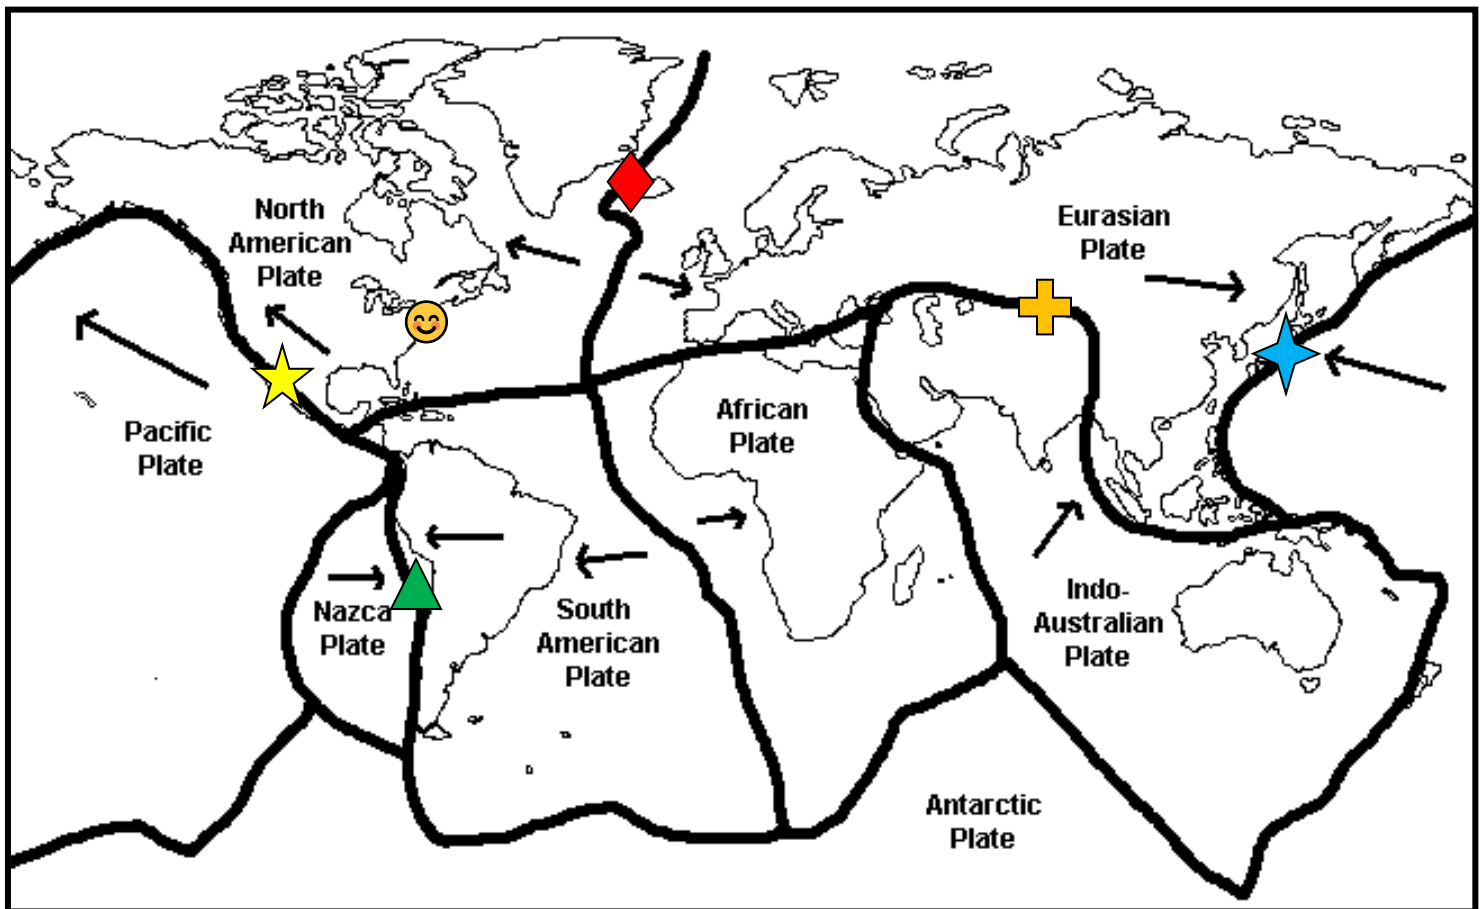 North
American
Plate
Eurasian
Plate
Pacific
Plate
African
Plate
Nazca
Plate
South
American
Plate
Indo-
Australian
Plate
Antarctic
Plate